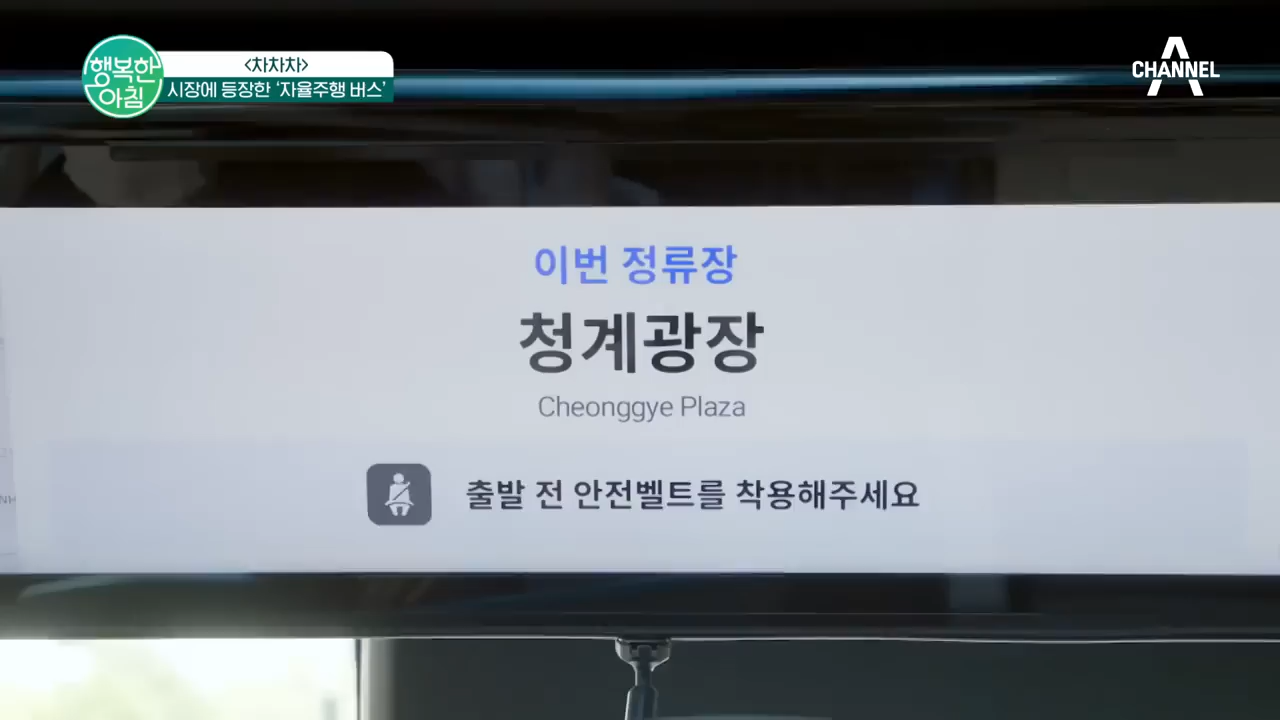 행복한
아침
<차차차>
시장에 등장한 ‘자율주행 버스’
CHANNEL A
이번 정류장
청계광장
Cheonggye Plaza
출발 전 안전벨트를 착용해주세요